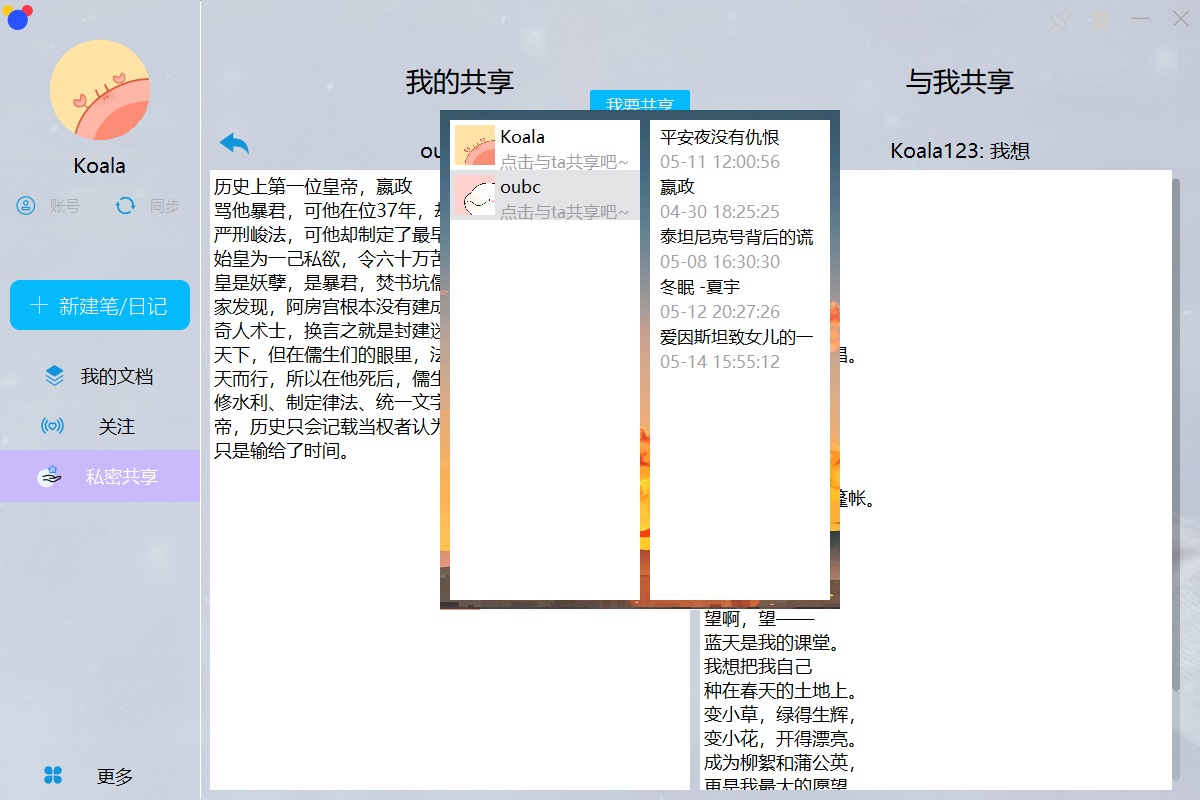 Koala
账号
同步
新建笔/日记
我的文档
关注
私密共享
更多
我的共享
我要共享
与我共享
ou
Koala123: 我想
历史上第一位皇帝，嬴政
骂他暴君，可他在位37年，
严刑峻法，可他却制定了最早
始皇为一己私欲，令六十万苦
皇是妖孽，是暴君，焚书坑儒
家发现，阿房宫根本没有建成
奇人术士，换言之就是封建迷
天下，但在儒生们的眼里，法
天而行，所以在他死后，儒生
修水利、制定律法、统一文字
帝，历史只会记载当权者认为
只是输给了时间。
Koala
点击与ta共享吧~
oubc
点击与ta共享吧~
平安夜没有仇恨
05-11 12:00:56
嬴政
04-30 18:25:25
泰坦尼克号背后的谎
05-08 16:30:30
冬眠 -夏宇
05-12 20:27:26
爱因斯坦致女儿的一
05-14 15:55:12
。
帐。
望啊，望——
蓝天是我的课堂。
我想把我自己
种在春天的土地上。
变小草，绿得生辉，
变小花，开得漂亮。
成为柳絮和蒲公英，
更是我最大的愿望